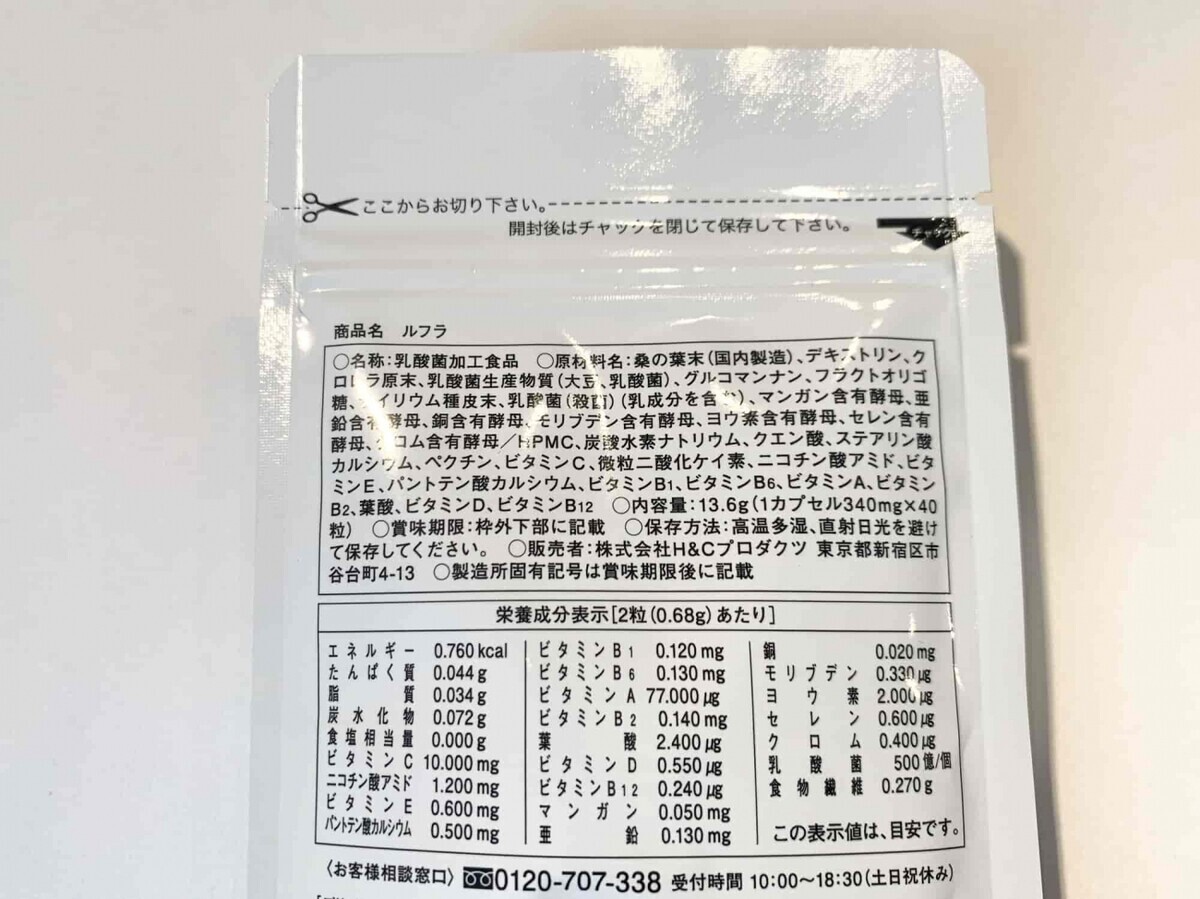 ここからお切り下さい。
開封後はチャックを閉じて保存して下さい。
チャック
商品名 ルフラ
○名称:乳酸菌加工食品 ○原材料名:桑の葉末(国内製造)、デキストリン、ク
ロレラ原末、乳酸菌生産物質(大豆、乳酸菌)、グルコマンナン、フラクトオリゴ
糖、サイリウム種皮末、乳酸菌(殺菌)(乳成分を含む)、マンガン含有酵母、亜
鉛含有酵母、銅含有酵母、モリブデン含有酵母、ヨウ素含有酵母、セレン含有
酵母、クロム含有酵母/HPMC、炭酸水素ナトリウム、クエン酸、ステアリン酸
カルシウム、ペクチン、ビタミンC、微粒二酸化ケイ素、ニコチン酸アミド、ビタ
ミンE、パントテン酸カルシウム、ビタミンB1、ビタミンB6、ビタミンA、ビタミン
B2、葉酸、ビタミンD、ビタミンB12 ○内容量:13.6g(1カプセル340mg×40
粒) ○賞味期限:枠外下部に記載 ○保存方法:高温多湿、直射日光を避け
て保存してください。 ○販売者:株式会社H&Cプロダクツ 東京都新宿区市
谷台町4-13 ○製造所固有記号は賞味期限後に記載
栄養成分表示[2粒(0.68g)あたり]
エネルギー 0.760kcal
たんぱく質 0.044g
脂質 0.034g
炭水化物 0.072g
食塩相当量 0.000g
ビタミンC 10.000mg
ニコチン酸アミド 1.200mg
ビタミンE 0.600mg
パントテン酸カルシウム 0.500mg
ビタミンB1 0.120mg
ビタミンB6 0.130mg
ビタミンA 77.000μg
ビタミンB2 0.140mg
葉酸 2.400μg
ビタミンD 0.550μg
ビタミンB12 0.240μg
マンガン 0.050mg
亜鉛 0.130mg
銅 0.020mg
モリブデン 0.330μg
ヨウ素 2.000μg
セレン 0.600μg
クロム 0.400μg
乳酸菌 500億/個
食物繊維 0.270g
この表示値は、目安です。
〈お客様相談窓口〉0120-707-338 受付時間 10:00〜18:30(土日祝休み)